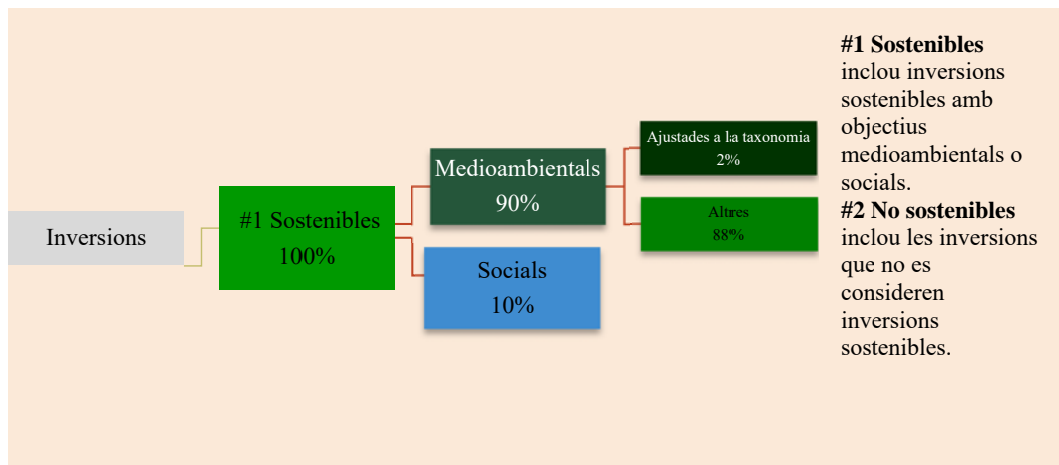 Inversions
#1 Sostenibles
100%
Medioambientals
90%
Socials
10%
Ajustades a la taxonomia
2%
Altres
88%
#1 Sostenibles
inclou inversions
sostenibles amb
objectius
medioambientals o
socials.
#2 No sostenibles
inclou les inversions
que no es
consideren
inversions
sostenibles.